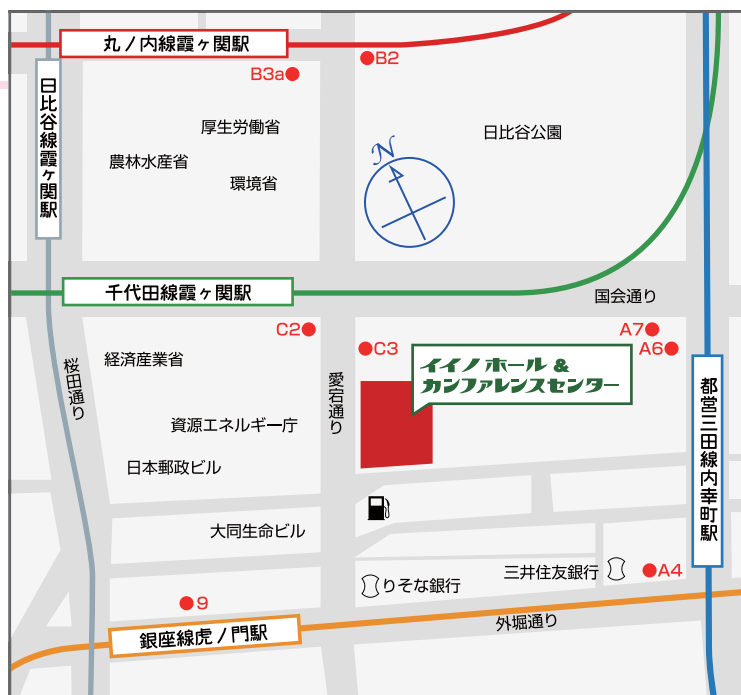 丸ノ内線霞ヶ関駅
B2
B3a
日比谷線霞ヶ関駅
厚生労働省
日比谷公園
農林水産省
環境省
N
千代田線霞ヶ関駅
国会通り
C2
A7
C3
A6
経済産業省
イイノホール&
カンファレンスセンター
桜田通り
愛宕通り
都営三田線内幸町駅
資源エネルギー庁
日本郵政ビル
大同生命ビル
三井住友銀行
A4
りそな銀行
9
外堀通り
銀座線虎ノ門駅